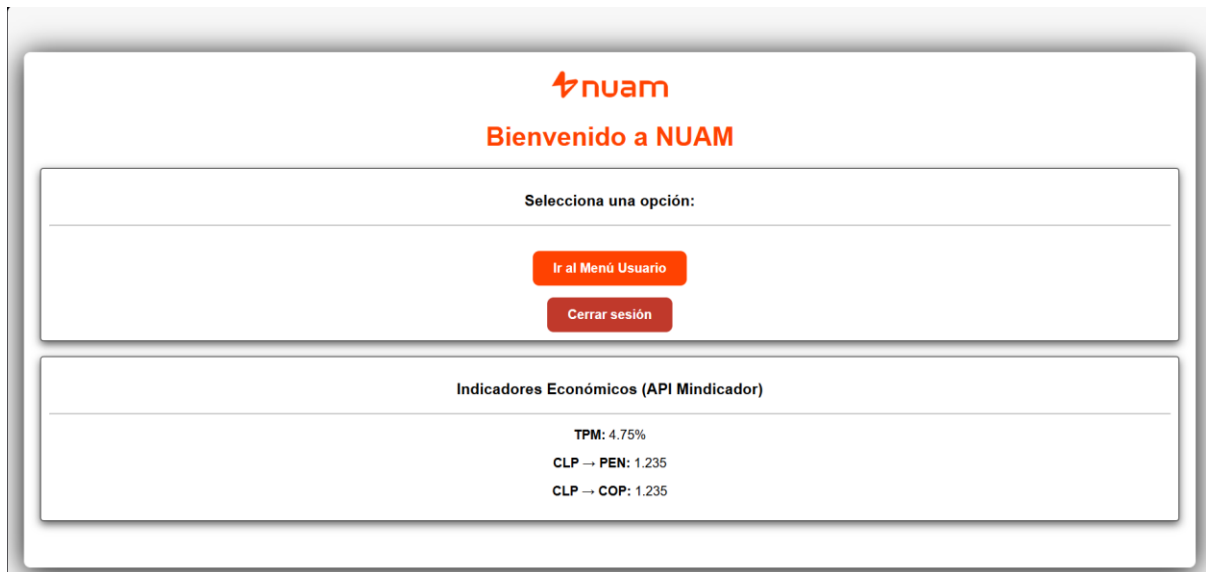 nuam
Bienvenido a NUAM
Selecciona una opción:
Ir al Menú Usuario
Cerrar sesión
Indicadores Económicos (API Mindicador)
TPM: 4.75%
CLP → PEN: 1.235
CLP → COP: 1.235